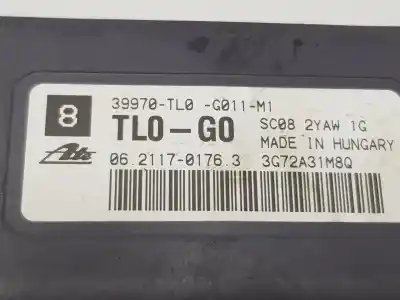 8 39970-TL0 -G011-M1
TL0-G0 SC08 2YAW 1G
MADE IN HUNGARY
Ate 06.2117-0176.3 3G72A31M8Q